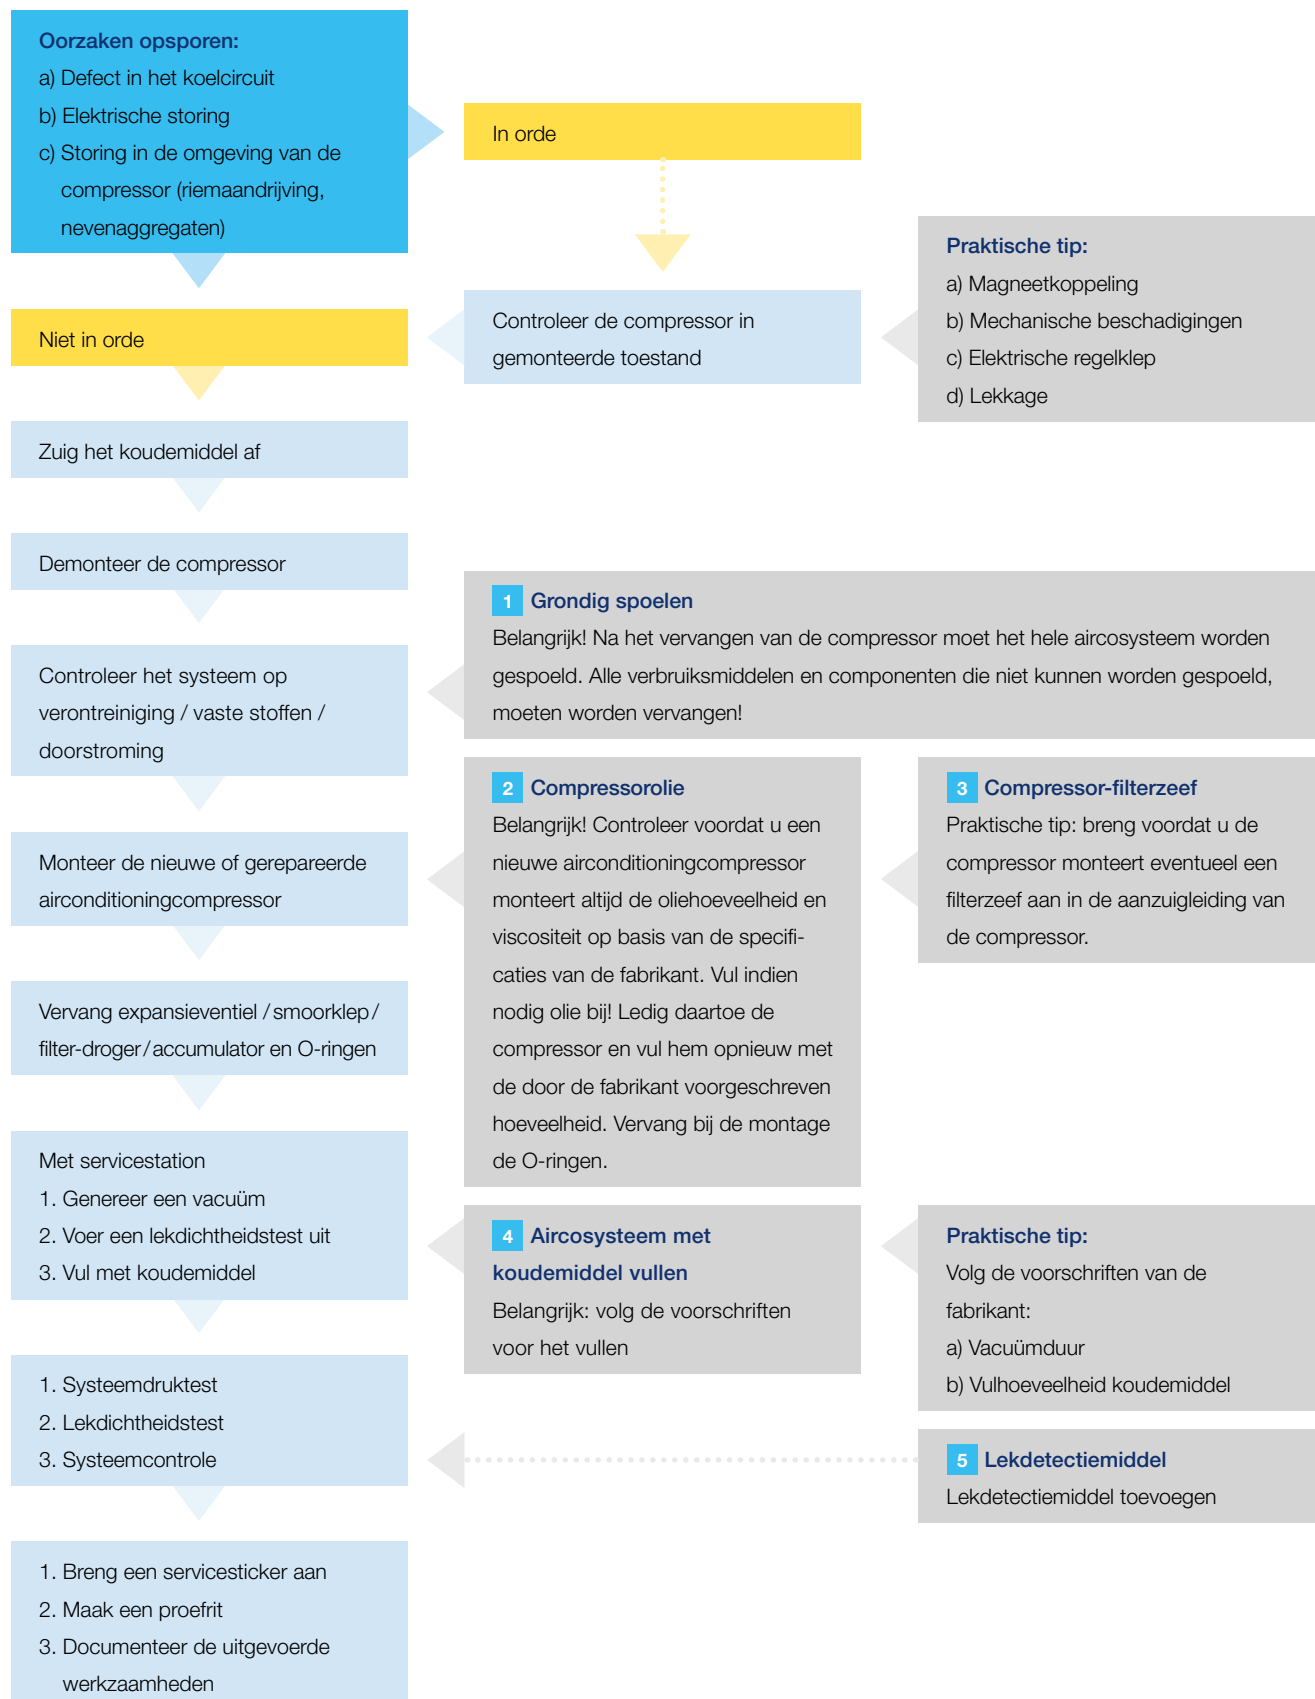 Oorzaken opsporen:
a) Defect in het koelcircuit
b) Elektrische storing
c) Storing in de omgeving van de
compressor (riemaandrijving,
nevenaggregaten)
In orde
Niet in orde
Controleer de compressor in
gemonteerde toestand
Praktische tip:
a) Magneetkoppeling
b) Mechanische beschadigingen
c) Elektrische regelklep
d) Lekkage
Zuig het koudemiddel af
Demonteer de compressor
Controleer het systeem op
verontreiniging / vaste stoffen /
doorstroming
1 Grondig spoelen
Belangrijk! Na het vervangen van de compressor moet het hele aircosysteem worden
gespoeld. Alle verbruiksmiddelen en componenten die niet kunnen worden gespoeld,
moeten worden vervangen!
Monteer de nieuwe of gerepareerde
airconditioningcompressor
2 Compressorolie
Belangrijk! Controleer voordat u een
nieuwe airconditioningcompressor
monteert altijd de oliehoeveelheid en
viscositeit op basis van de specifi-
caties van de fabrikant. Vul indien
nodig olie bij! Ledig daartoe de
compressor en vul hem opnieuw met
de door de fabrikant voorgeschreven
hoeveelheid. Vervang bij de montage
de O-ringen.
3 Compressor-filterzeef
Praktische tip: breng voordat u de
compressor monteert eventueel een
filterzeef aan in de aanzuigleiding van
de compressor.
Vervang expansieventiel / smoorklep /
filter-droger / accumulator en O-ringen
Met servicestation
1. Genereer een vacuüm
2. Voer een lekdichtheidstest uit
3. Vul met koudemiddel
4 Aircosysteem met
koudemiddel vullen
Belangrijk: volg de voorschriften
voor het vullen
Praktische tip:
Volg de voorschriften van de
fabrikant:
a) Vacuümduur
b) Vulhoeveelheid koudemiddel
1. Systeemdruktest
2. Lekdichtheidstest
3. Systeemcontrole
5 Lekdetectiemiddel
Lekdetectiemiddel toevoegen
1. Breng een servicesticker aan
2. Maak een proefrit
3. Documenteer de uitgevoerde
werkzaamheden